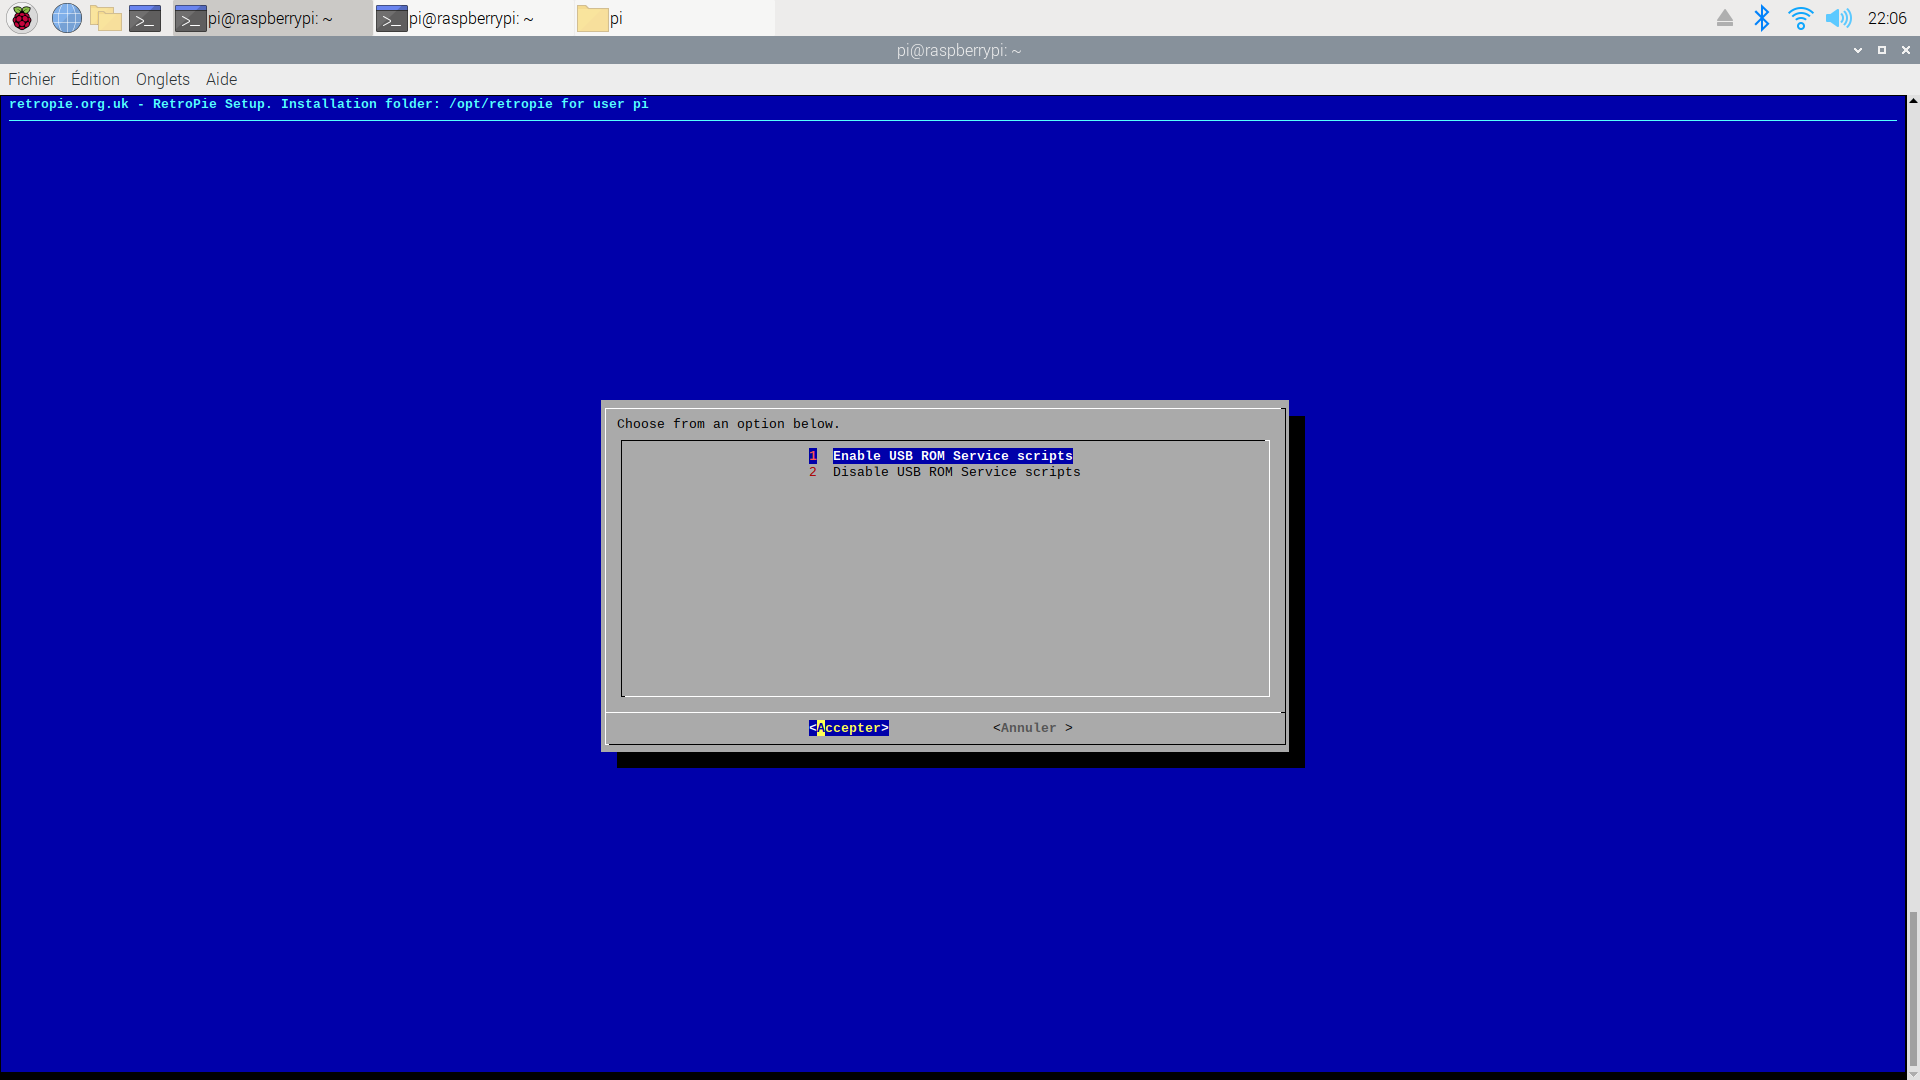 pi@raspberrypi: ~ pi@raspberrypi: ~ pi 22:06
pi@raspberrypi: ~
Fichier Édition Onglets Aide
retropie.org.uk - RetroPie Setup. Installation folder: /opt/retropie for user pi
Choose from an option below.
1 Enable USB ROM Service scripts
2 Disable USB ROM Service scripts
<Accepter> <Annuler >